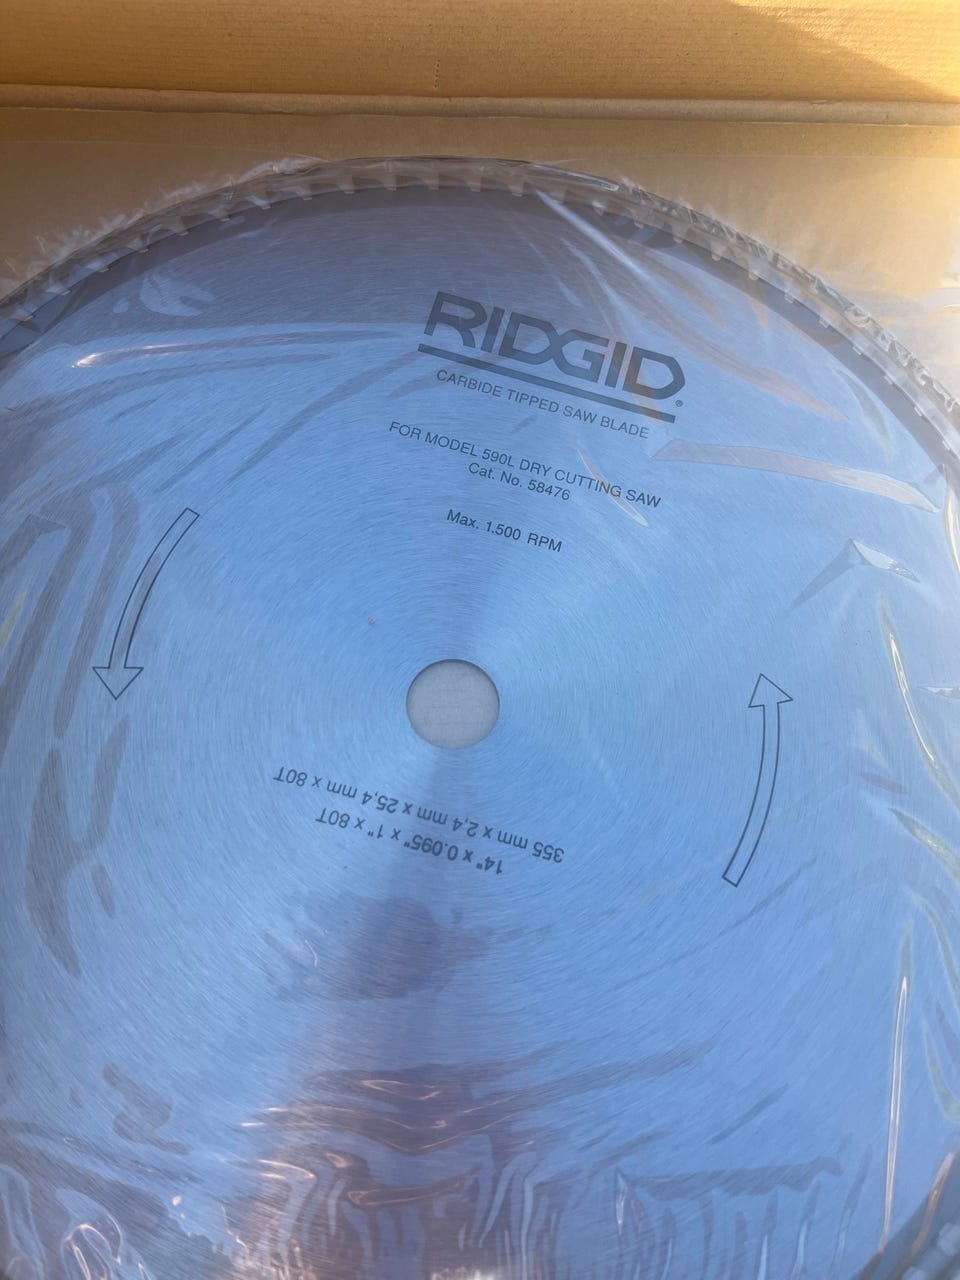 RIDGID®
CARBIDE TIPPED SAW BLADE
FOR MODEL 590L DRY CUTTING SAW
Cat. No. 58476
Max. 1.500 RPM
14" x 0.095" x 1" x 80T
355 mm x 2,4 mm x 25,4 mm x 80T